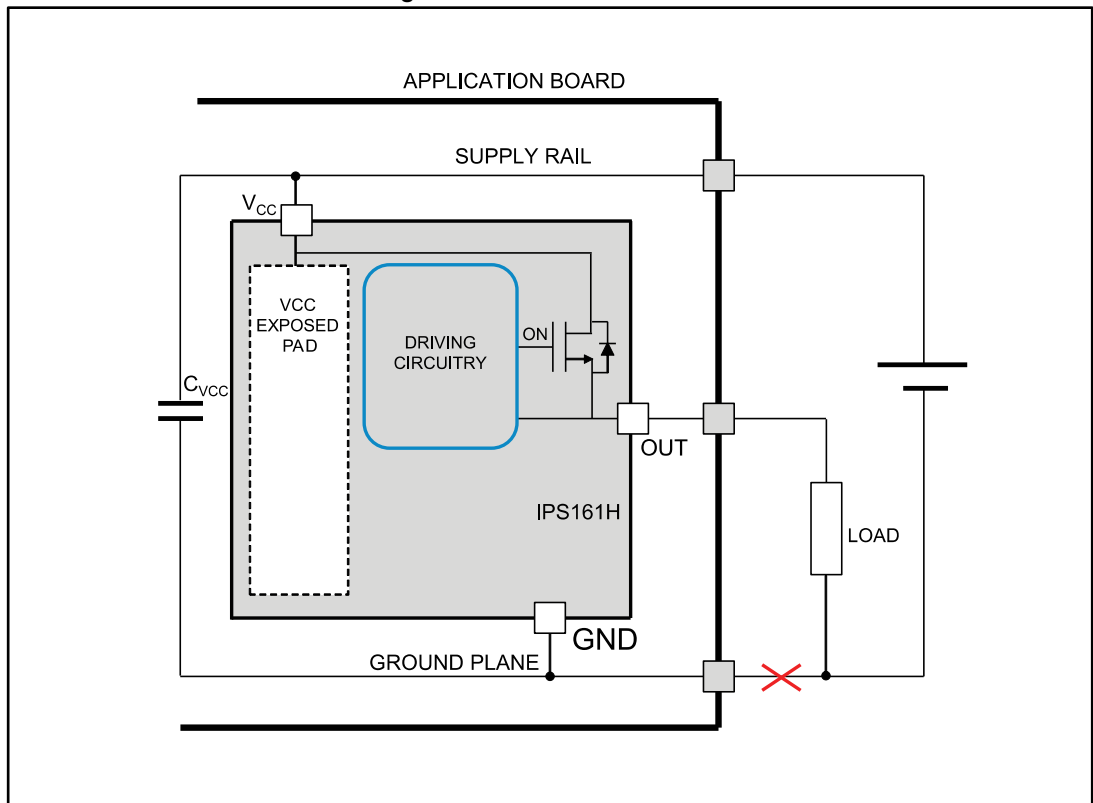 APPLICATION BOARD
SUPPLY RAIL
VCC
VCC
EXPOSED
PAD
DRIVING
CIRCUITRY
ON
CVCC
OUT
IPS161H
LOAD
GND
GROUND PLANE